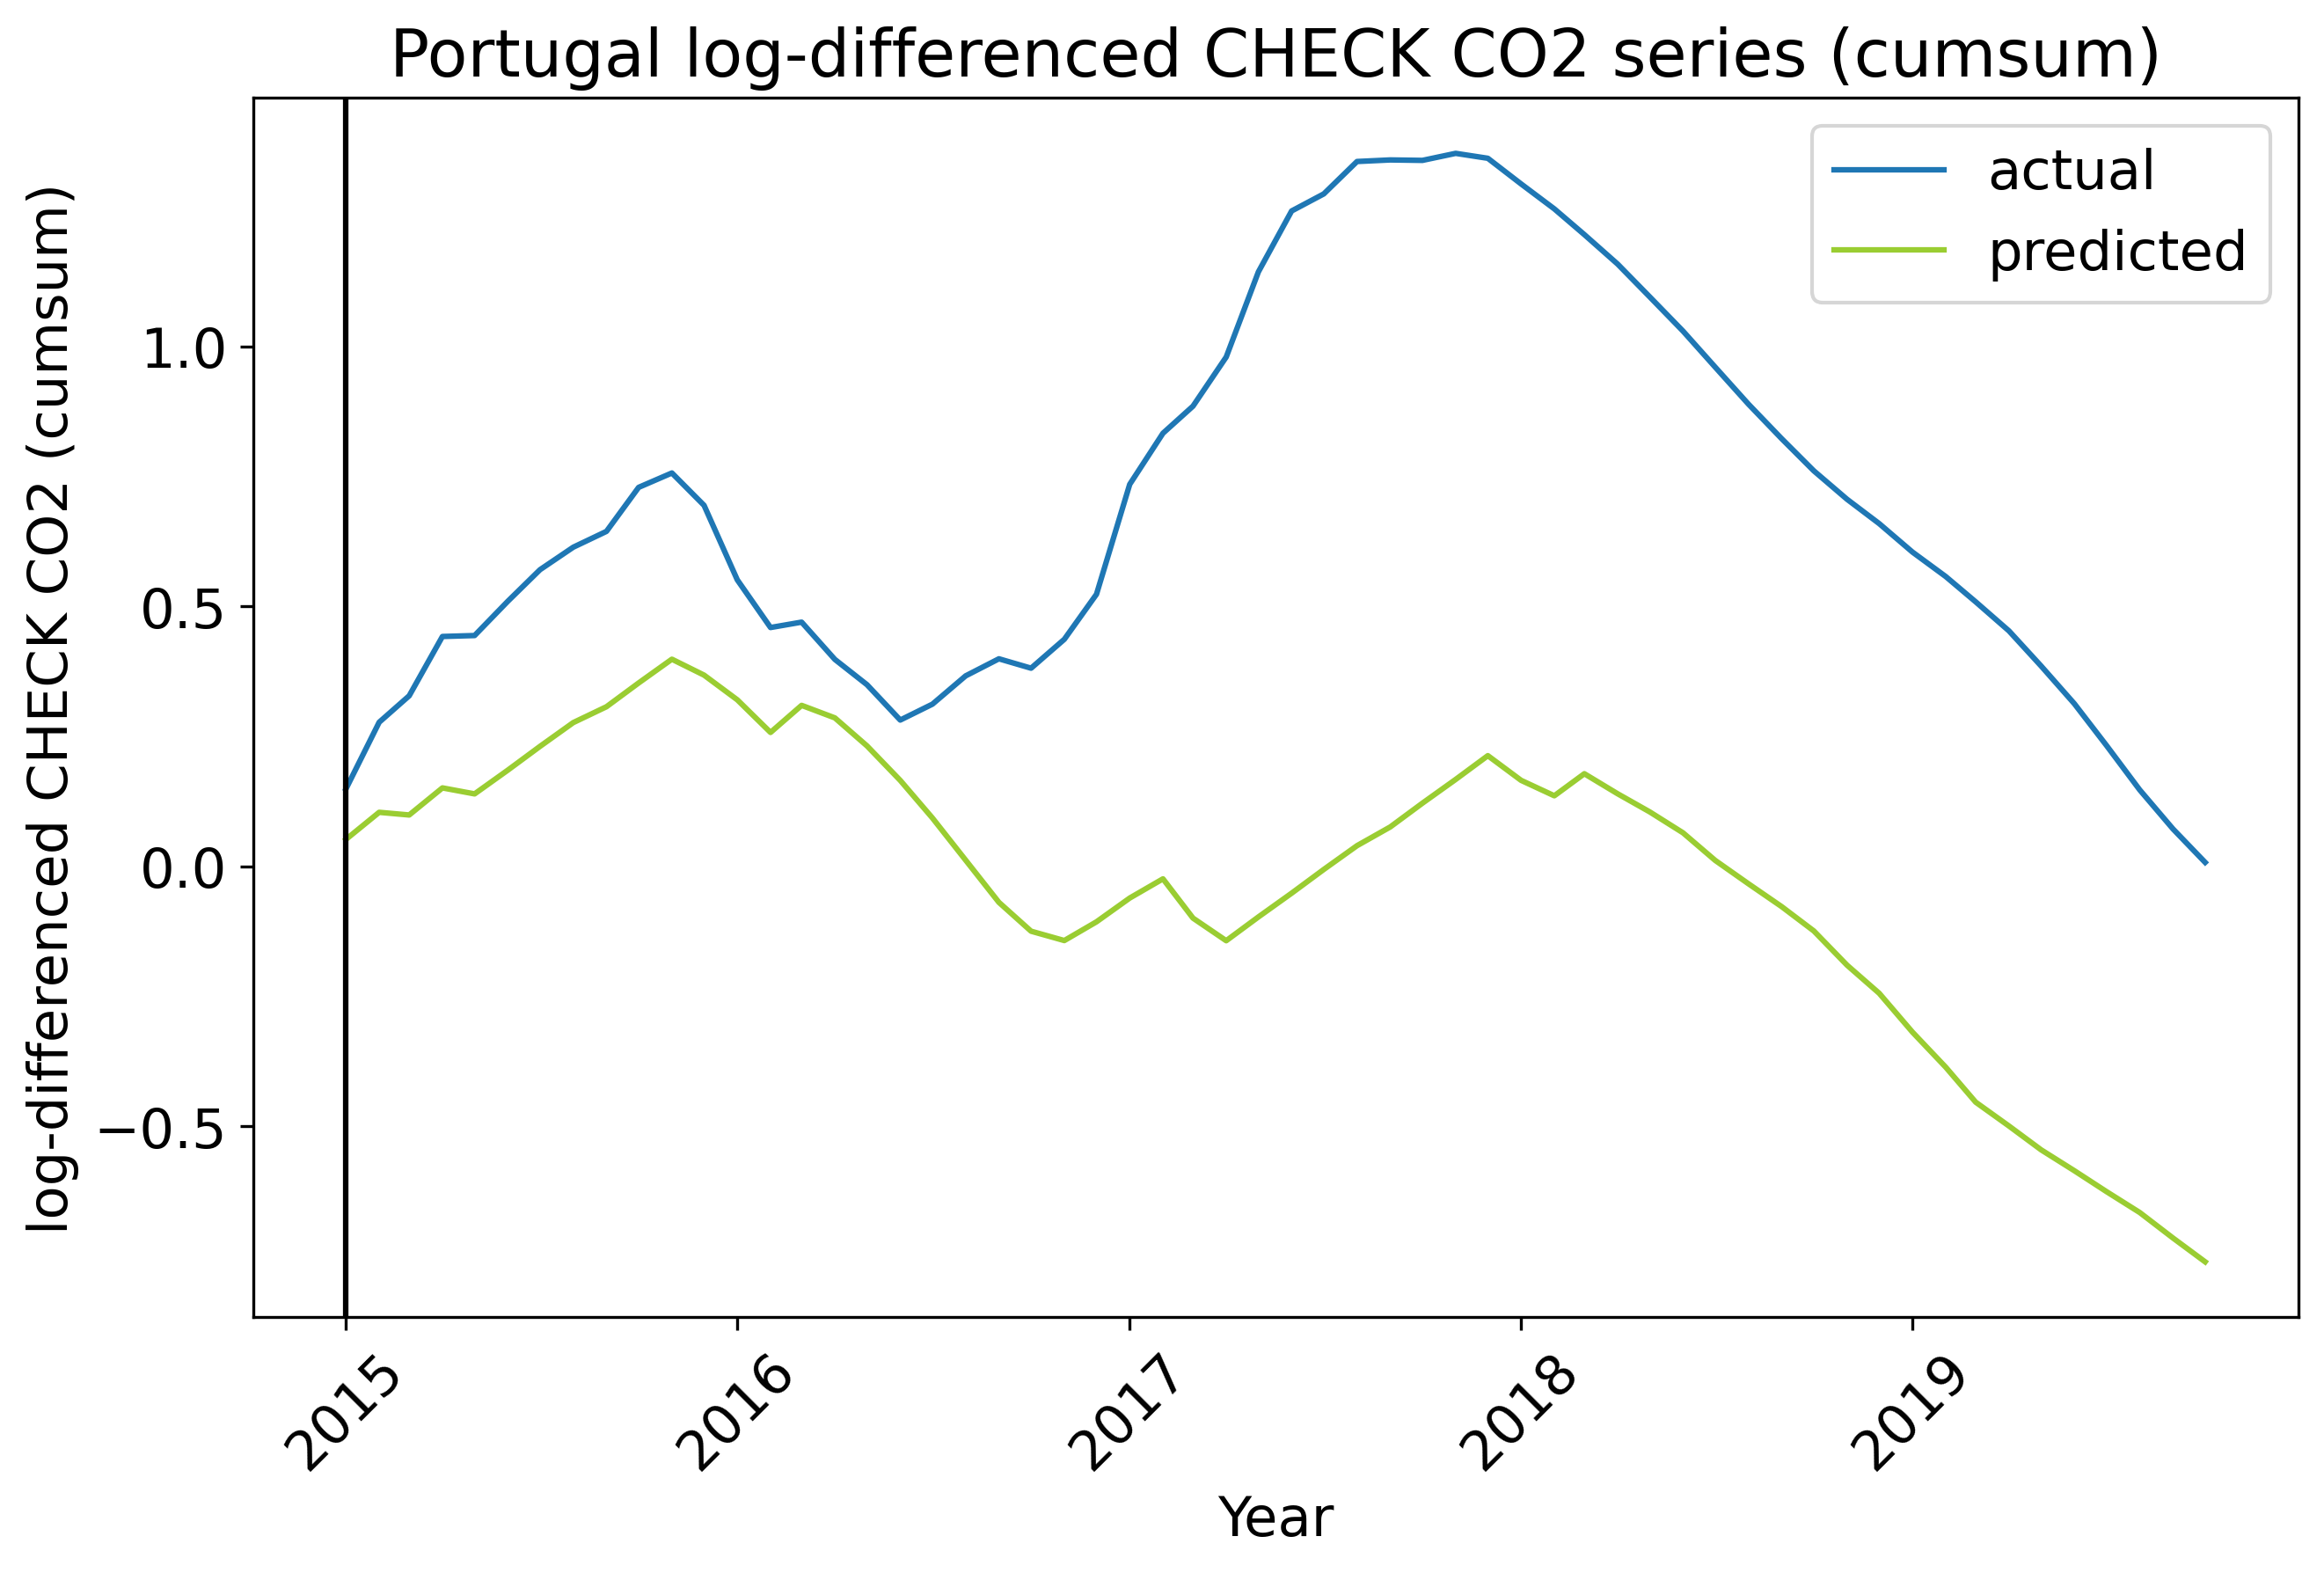 Portugal log-differenced CHECK CO2 series (cumsum)
log-differenced CHECK CO2 (cumsum)
actual
predicted
1.0
0.5
0.0
−0.5
2015
2016
2017
2018
2019
Year